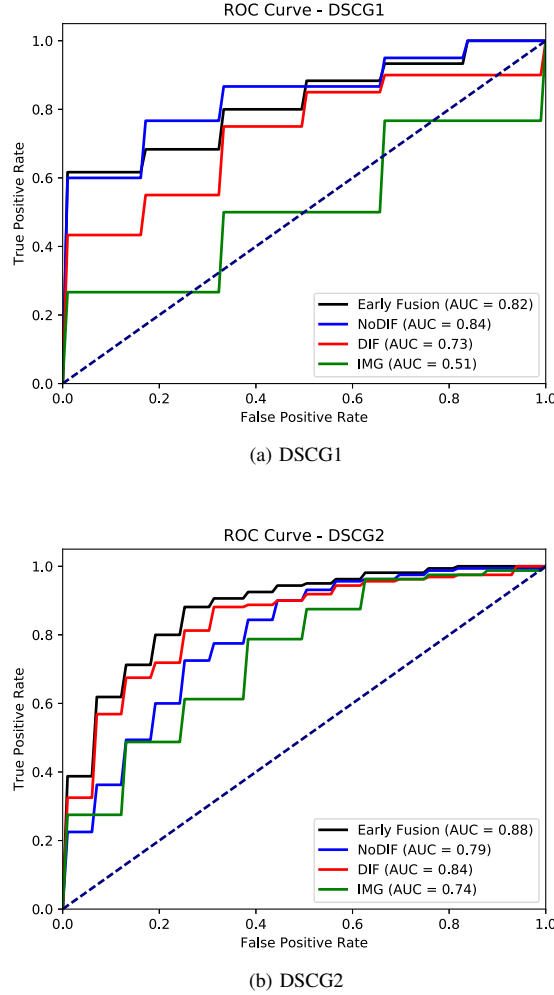 ROC Curve - DSCG1
1.0
0.8
0.6
0.4
0.2
0.0
True Positive Rate
Early Fusion (AUC = 0.82)
NoDIF (AUC = 0.84)
DIF (AUC = 0.73)
IMG (AUC = 0.51)
0.0 0.2 0.4 0.6 0.8 1.0
False Positive Rate
(a) DSCG1
ROC Curve - DSCG2
1.0
0.8
0.6
0.4
0.2
0.0
True Positive Rate
Early Fusion (AUC = 0.88)
NoDIF (AUC = 0.79)
DIF (AUC = 0.84)
IMG (AUC = 0.74)
0.0 0.2 0.4 0.6 0.8 1.0
False Positive Rate
(b) DSCG2